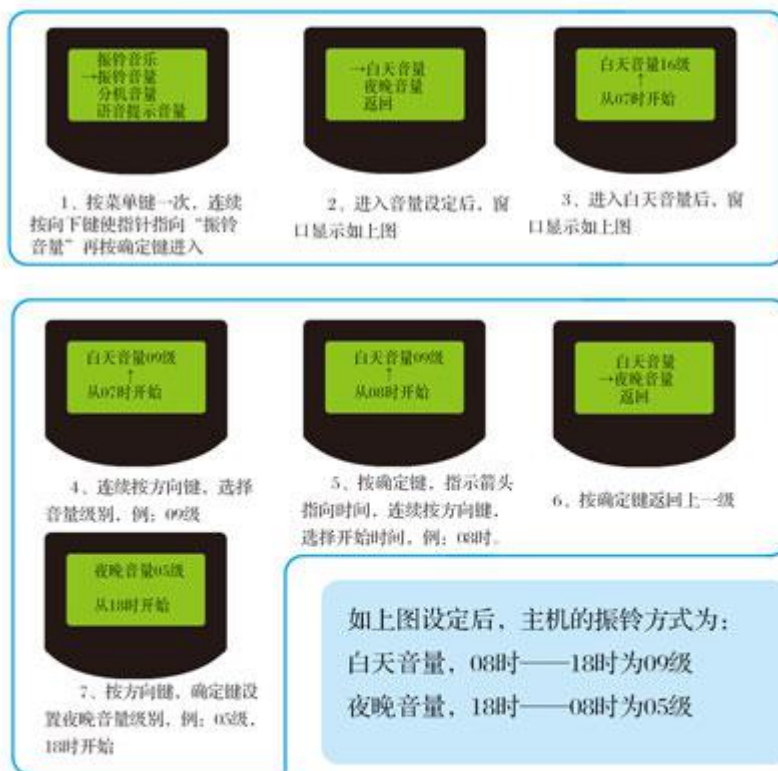 振铃音乐
→振铃音量
分机音量
语音提示音量
1、按菜单键一次，连续
按向下键使指针指向“振铃
音量”再按确定键进入
→白天音量
夜晚音量
返回
2、进入音量设定后，窗
口显示如上图
白天音量16级
↑
从07时开始
3、进入白天音量后，窗
口显示如上图
白天音量09级
↑
从07时开始
4、连续按方向键，选择
音量级别，例：09级
白天音量09级
↑
从08时开始
5、按确定键，指示箭头
指向时间，连续按方向键，
选择开始时间，例：08时。
白天音量
→夜晚音量
返回
6、按确定键返回上一级
夜晚音量05级
从18时开始
7、按方向键，确定键设
置夜晚音量级别，例：05级，
18时开始
如上图设定后，主机的振铃方式为：
白天音量，08时——18时为09级
夜晚音量，18时——08时为05级